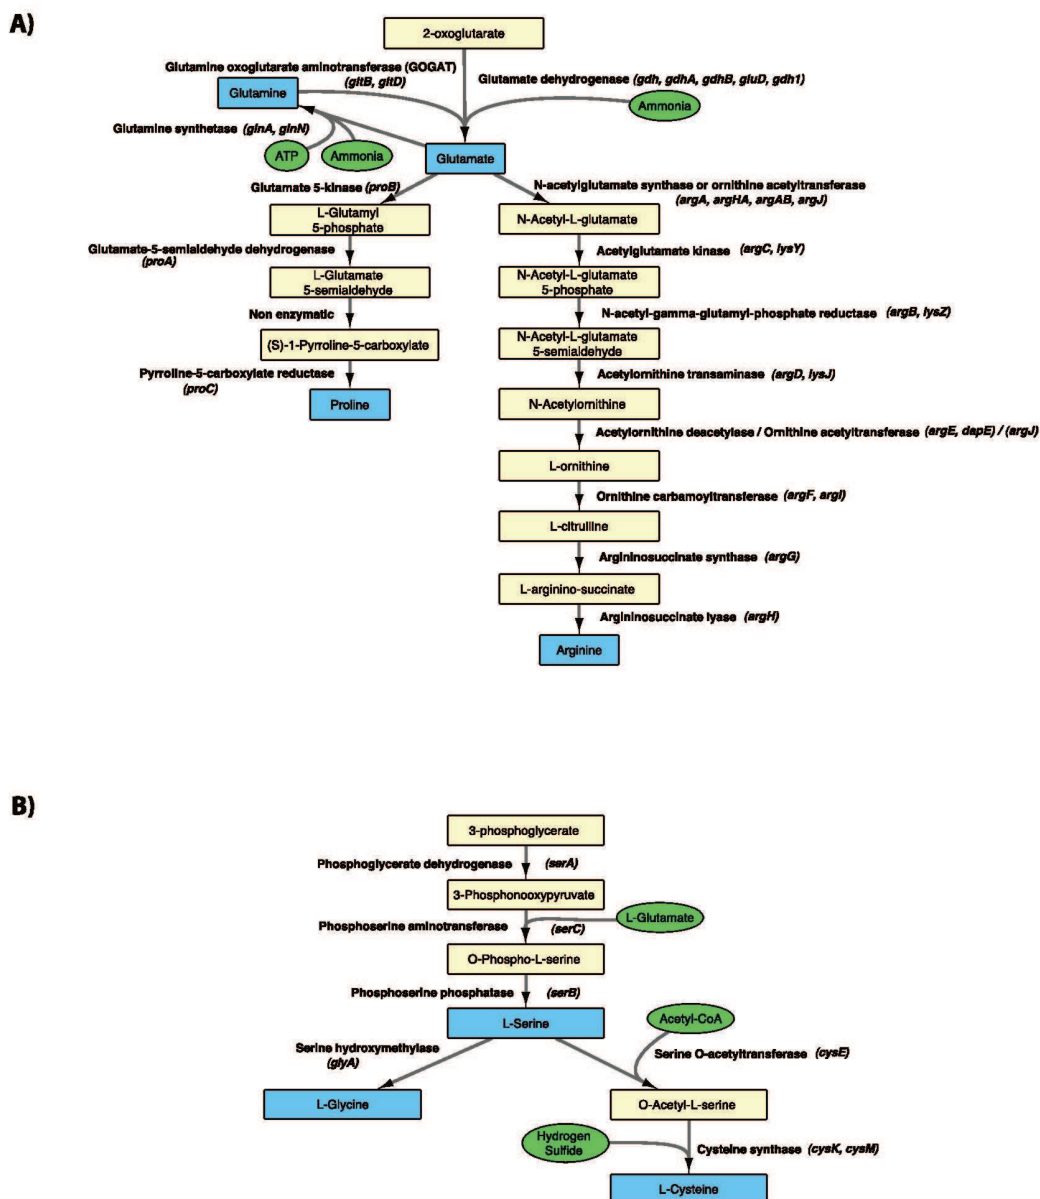 A)
2-oxoglutarate
Glutamine oxoglutarate aminotransferase (GOGAT)
(gltB, gltD)
Glutamate dehydrogenase (gdh, gdhA, gdhB, gluD, gdh1)
Glutamine
Ammonia
Glutamine synthetase (glnA, glnN)
ATP
Ammonia
Glutamate
Glutamate 5-kinase (proB)
N-acetylglutamate synthase or ornithine acetyltransferase
(argA, argHA, argAB, argJ)
L-Glutamyl
5-phosphate
N-Acetyl-L-glutamate
Glutamate-5-semialdehyde dehydrogenase
(proA)
Acetylglutamate kinase (argC, lysY)
L-Glutamate
5-semialdehyde
N-Acetyl-L-glutamate
5-phosphate
Non enzymatic
N-acetyl-gamma-glutamyl-phosphate reductase (argB, lysZ)
(S)-1-Pyrroline-5-carboxylate
N-Acetyl-L-glutamate
5-semialdehyde
Pyrroline-5-carboxylate reductase
(proC)
Acetylornithine transaminase (argD, lysJ)
Proline
N-Acetylornithine
Acetylornithine deacetylase / Ornithine acetyltransferase (argE, dapE) / (argJ)
L-ornithine
Ornithine carbamoyltransferase (argF, argI)
L-citrulline
Argininosuccinate synthase (argG)
L-arginino-succinate
Argininosuccinate lyase (argH)
Arginine
B)
3-phosphoglycerate
Phosphoglycerate dehydrogenase (serA)
3-Phosphonooxypyruvate
L-Glutamate
Phosphoserine aminotransferase (serC)
O-Phospho-L-serine
Phosphoserine phosphatase (serB)
L-Serine
Acetyl-CoA
Serine hydroxymethylase
(glyA)
Serine O-acetyltransferase (cysE)
L-Glycine
O-Acetyl-L-serine
Hydrogen
Sulfide
Cysteine synthase (cysK, cysM)
L-Cysteine